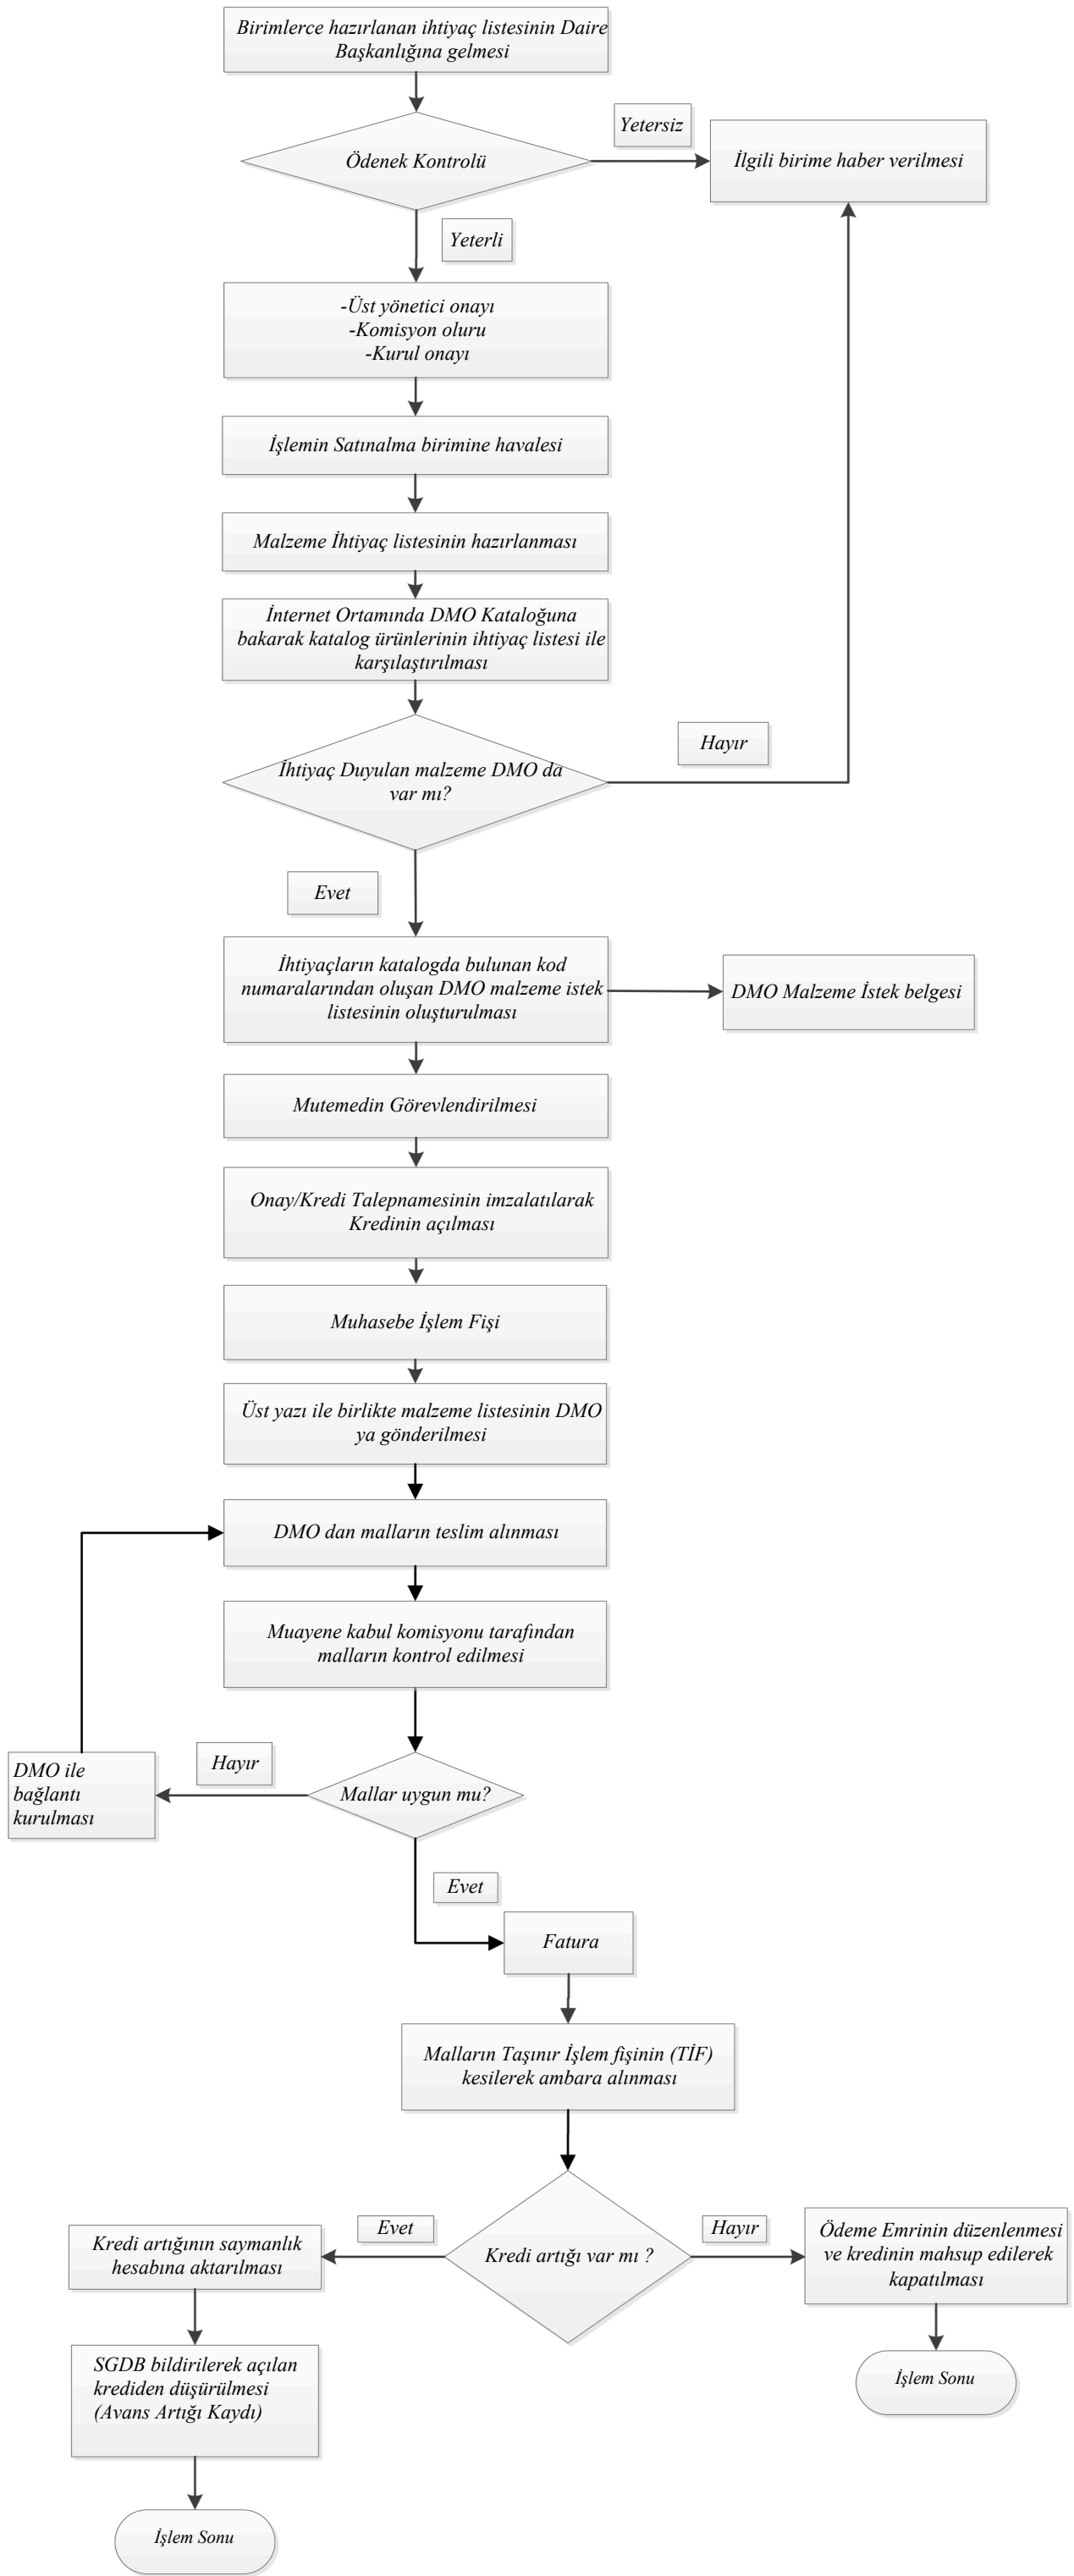 Birimlerce hazırlanan ihtiyaç listesinin Daire
Başkanlığına gelmesi
Yetersiz
Ödenek Kontrolü
İlgili birime haber verilmesi
Yeterli
-Üst yönetici onayı
-Komisyon oluru
-Kurul onayı
İşlemin Satınalma birimine havalesi
Malzeme İhtiyaç listesinin hazırlanması
İnternet Ortamında DMO Kataloğuna
bakarak katalog ürünlerinin ihtiyaç listesi ile
karşılaştırılması
Hayır
İhtiyaç Duyulan malzeme DMO da
var mı?
Evet
İhtiyaçların katalogda bulunan kod
numaralarından oluşan DMO malzeme istek
listesinin oluşturulması
DMO Malzeme İstek belgesi
Mutemedin Görevlendirilmesi
Onay/Kredi Talepnamesinin imzalatılarak
Kredinin açılması
Muhasebe İşlem Fişi
Üst yazı ile birlikte malzeme listesinin DMO
ya gönderilmesi
DMO dan malların teslim alınması
Muayene kabul komisyonu tarafından
malların kontrol edilmesi
Hayır
DMO ile
bağlantı
kurulması
Mallar uygun mu?
Evet
Fatura
Malların Taşınır İşlem fişinin (TİF)
kesilerek ambara alınması
Evet
Hayır
Kredi artığının saymanlık
hesabına aktarılması
Kredi artığı var mı ?
Ödeme Emrinin düzenlenmesi
ve kredinin mahsup edilerek
kapatılması
SGDB bildirilerek açılan
krediden düşürülmesi
(Avans Artığı Kaydı)
İşlem Sonu
İşlem Sonu